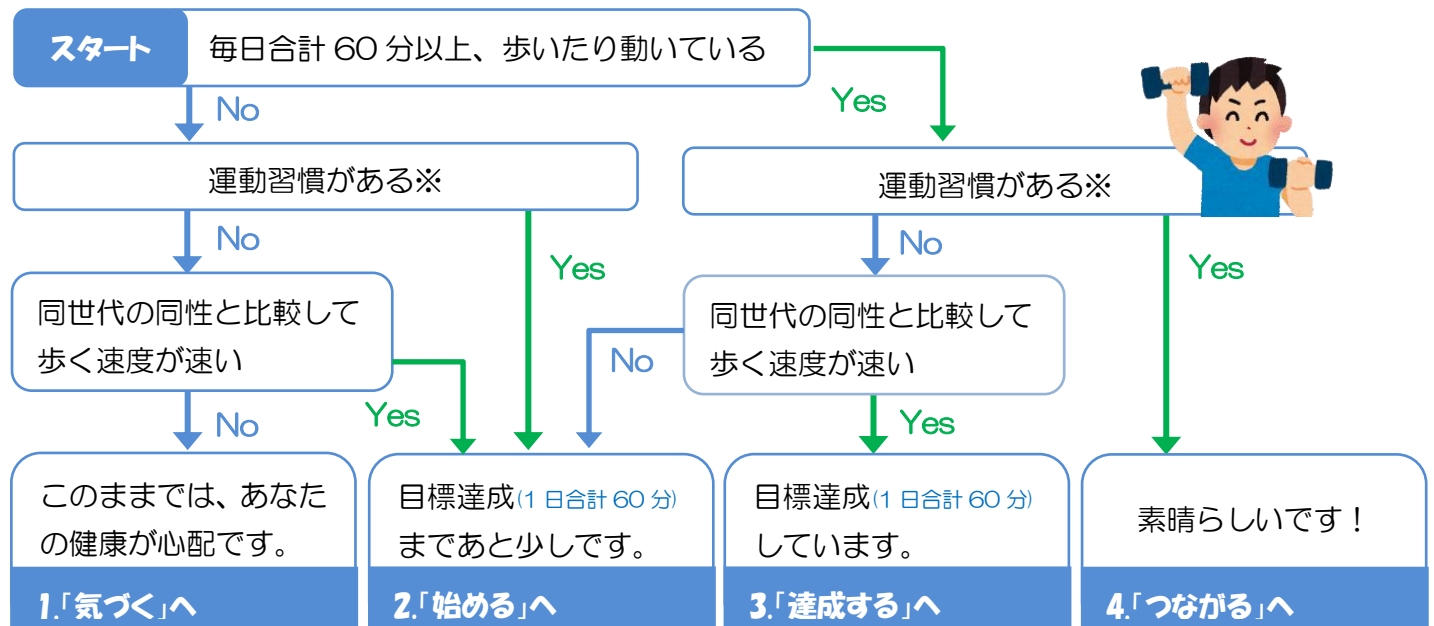 スタート 毎日合計 60 分以上、歩いたり動いている
No
Yes
運動習慣がある※
運動習慣がある※
No
Yes
No
Yes
同世代の同性と比較して
歩く速度が速い
同世代の同性と比較して
歩く速度が速い
No
Yes
No
Yes
このままでは、あなた
の健康が心配です。
1.「気づく」へ
目標達成(1 日合計 60 分)
まであと少しです。
2.「始める」へ
目標達成(1 日合計 60 分)
しています。
3.「達成する」へ
素晴らしいです！
4.「つながる」へ